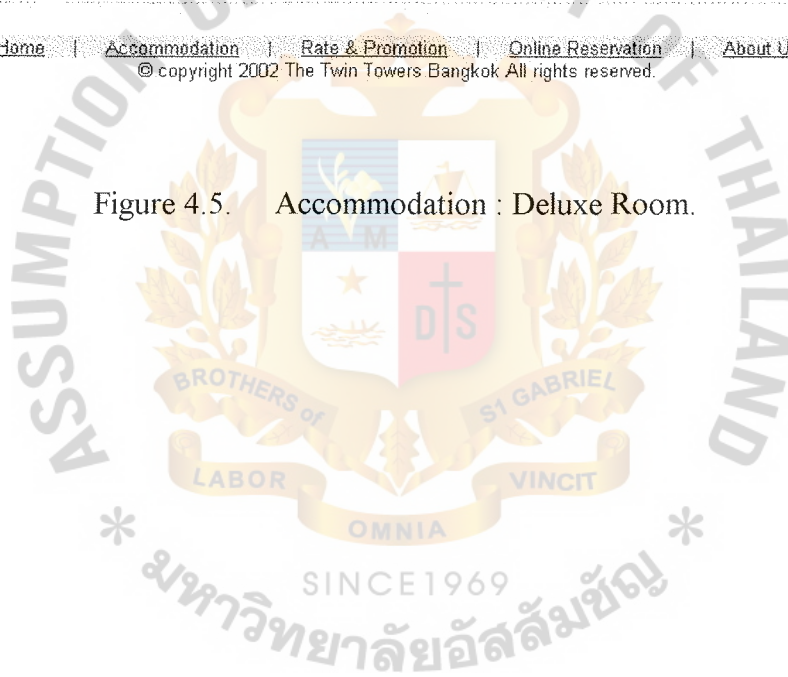 Home | Accommodation | Rate & Promotion | Online Reservation | About U
© copyright 2002 The Twin Towers Bangkok All rights reserved.
Figure 4.5. Accommodation : Deluxe Room.
ASSUMPTION
OF THAILAND
A M
D S
BROTHERS of
ST GABRIEL
LABOR
VINCIT
OMNIA
SINCE1969
มหาวิทยาลัยอัสสัมชัญ